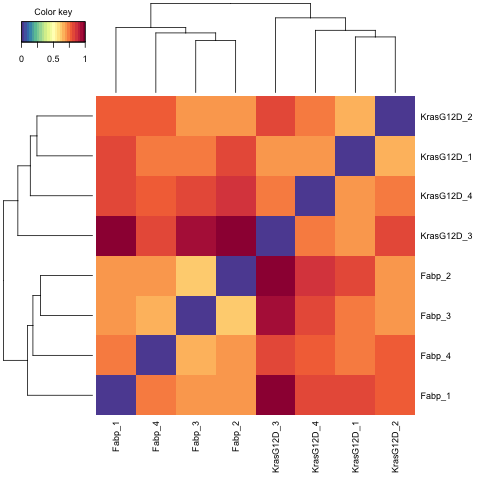 Color key
0 0.5 1
KrasG12D_2
KrasG12D_1
KrasG12D_4
KrasG12D_3
Fabp_2
Fabp_3
Fabp_4
Fabp_1
Fabp_1
Fabp_4
Fabp_3
Fabp_2
KrasG12D_3
KrasG12D_4
KrasG12D_1
KrasG12D_2